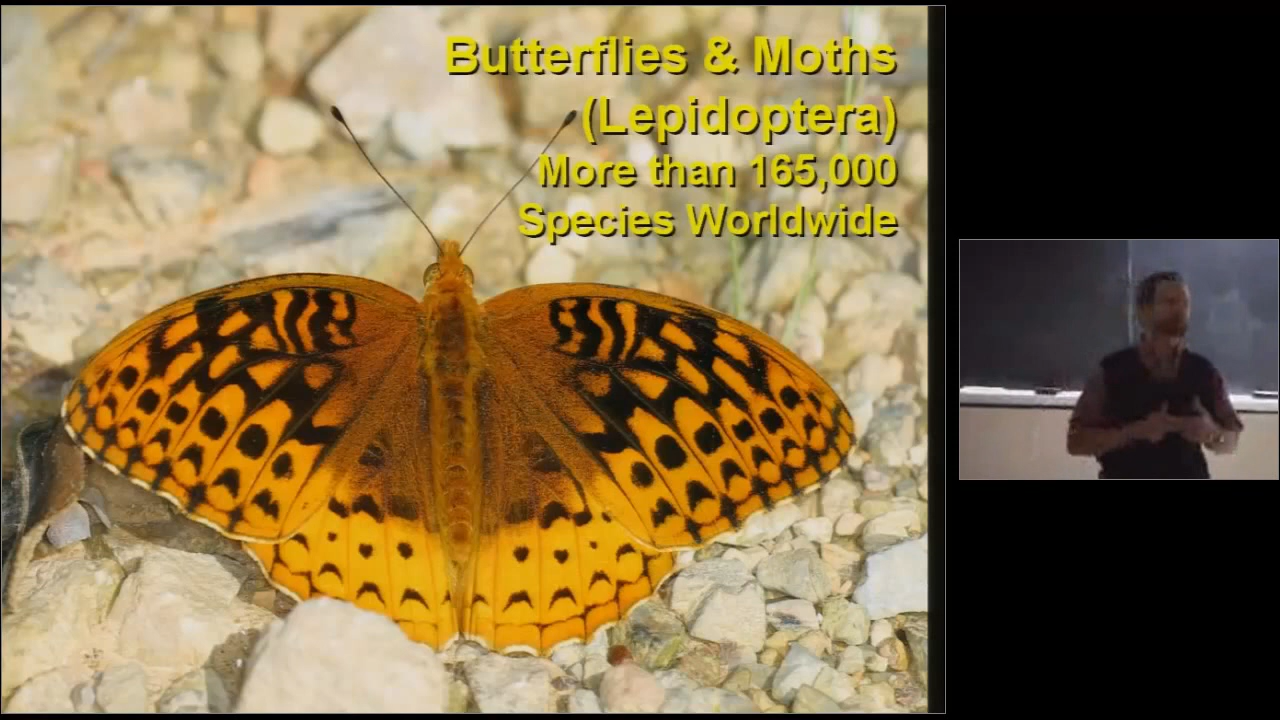 Butterflies & Moths
(Lepidoptera)
More than 165,000
Species Worldwide